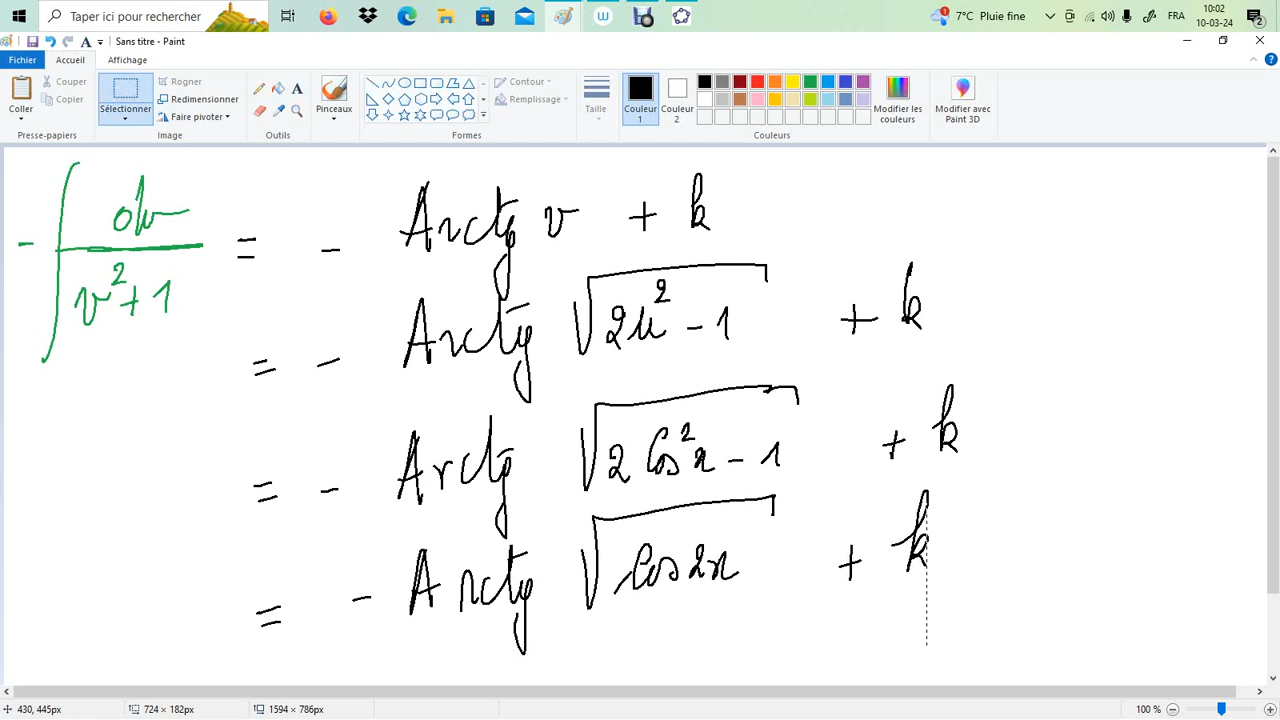 Taper ici pour rechercher
7°C Pluie fine
FRA
10:02
10-03-24
2
Sans titre - Paint
Fichier Accueil Affichage
Coller
Couper
Copier
Presse-papiers
Sélectionner
Rogner
Redimensionner
Faire pivoter
Image
A
Outils
Pinceaux
Contour
Remplissage
Formes
Taille
Couleur 1
Couleur 2
Modifier les couleurs
Couleurs
Modifier avec Paint 3D
- ∫ dv / (v² + 1) = - Arctg v + k
= - Arctg √(2u² - 1) + k
= - Arctg √(2 cos² x - 1) + k
= - Arctg √(cos 2x) + k
430, 445px 724 × 182px 1594 × 786px 100 %